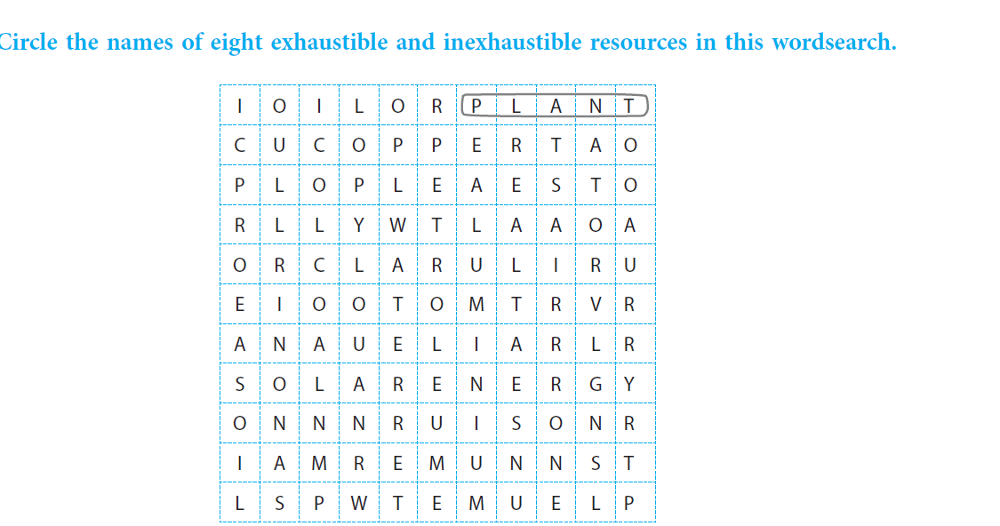 Circle the names of eight exhaustible and inexhaustible resources in this wordsearch.
I O I L O R P L A N T
C U C O P P E R T A O
P L O P L E A E S T O
R L L Y W T L A A O A
O R C L A R U L I R U
E I O O T O M T R V R
A N A U E L I A R L R
S O L A R E N E R G Y
O N N N R U I S O N R
I A M R E M U N N S T
L S P W T E M U E L P